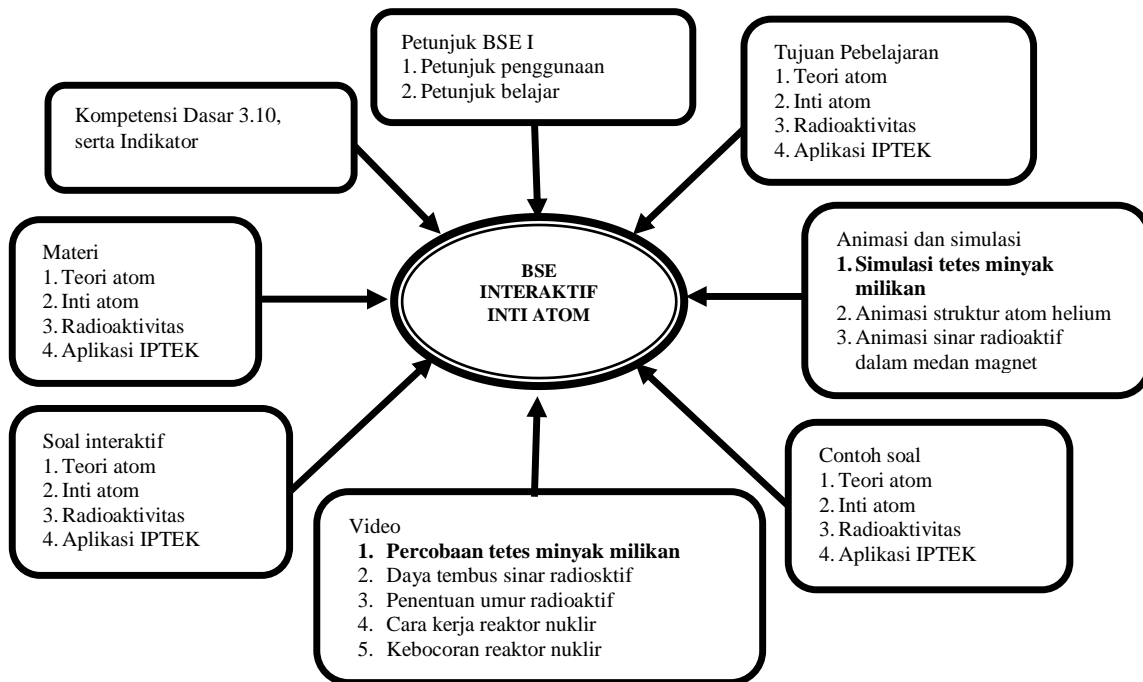 Petunjuk BSE I
1. Petunjuk penggunaan
2. Petunjuk belajar
Tujuan Pebelajaran
1. Teori atom
2. Inti atom
3. Radioaktivitas
4. Aplikasi IPTEK
Kompetensi Dasar 3.10,
serta Indikator
Materi
1. Teori atom
2. Inti atom
3. Radioaktivitas
4. Aplikasi IPTEK
BSE
INTERAKTIF
INTI ATOM
Animasi dan simulasi
1. Simulasi tetes minyak
milikan
2. Animasi struktur atom helium
3. Animasi sinar radioaktif
dalam medan magnet
Soal interaktif
1. Teori atom
2. Inti atom
3. Radioaktivitas
4. Aplikasi IPTEK
Video
1. Percobaan tetes minyak milikan
2. Daya tembus sinar radiosktif
3. Penentuan umur radioaktif
4. Cara kerja reaktor nuklir
5. Kebocoran reaktor nuklir
Contoh soal
1. Teori atom
2. Inti atom
3. Radioaktivitas
4. Aplikasi IPTEK